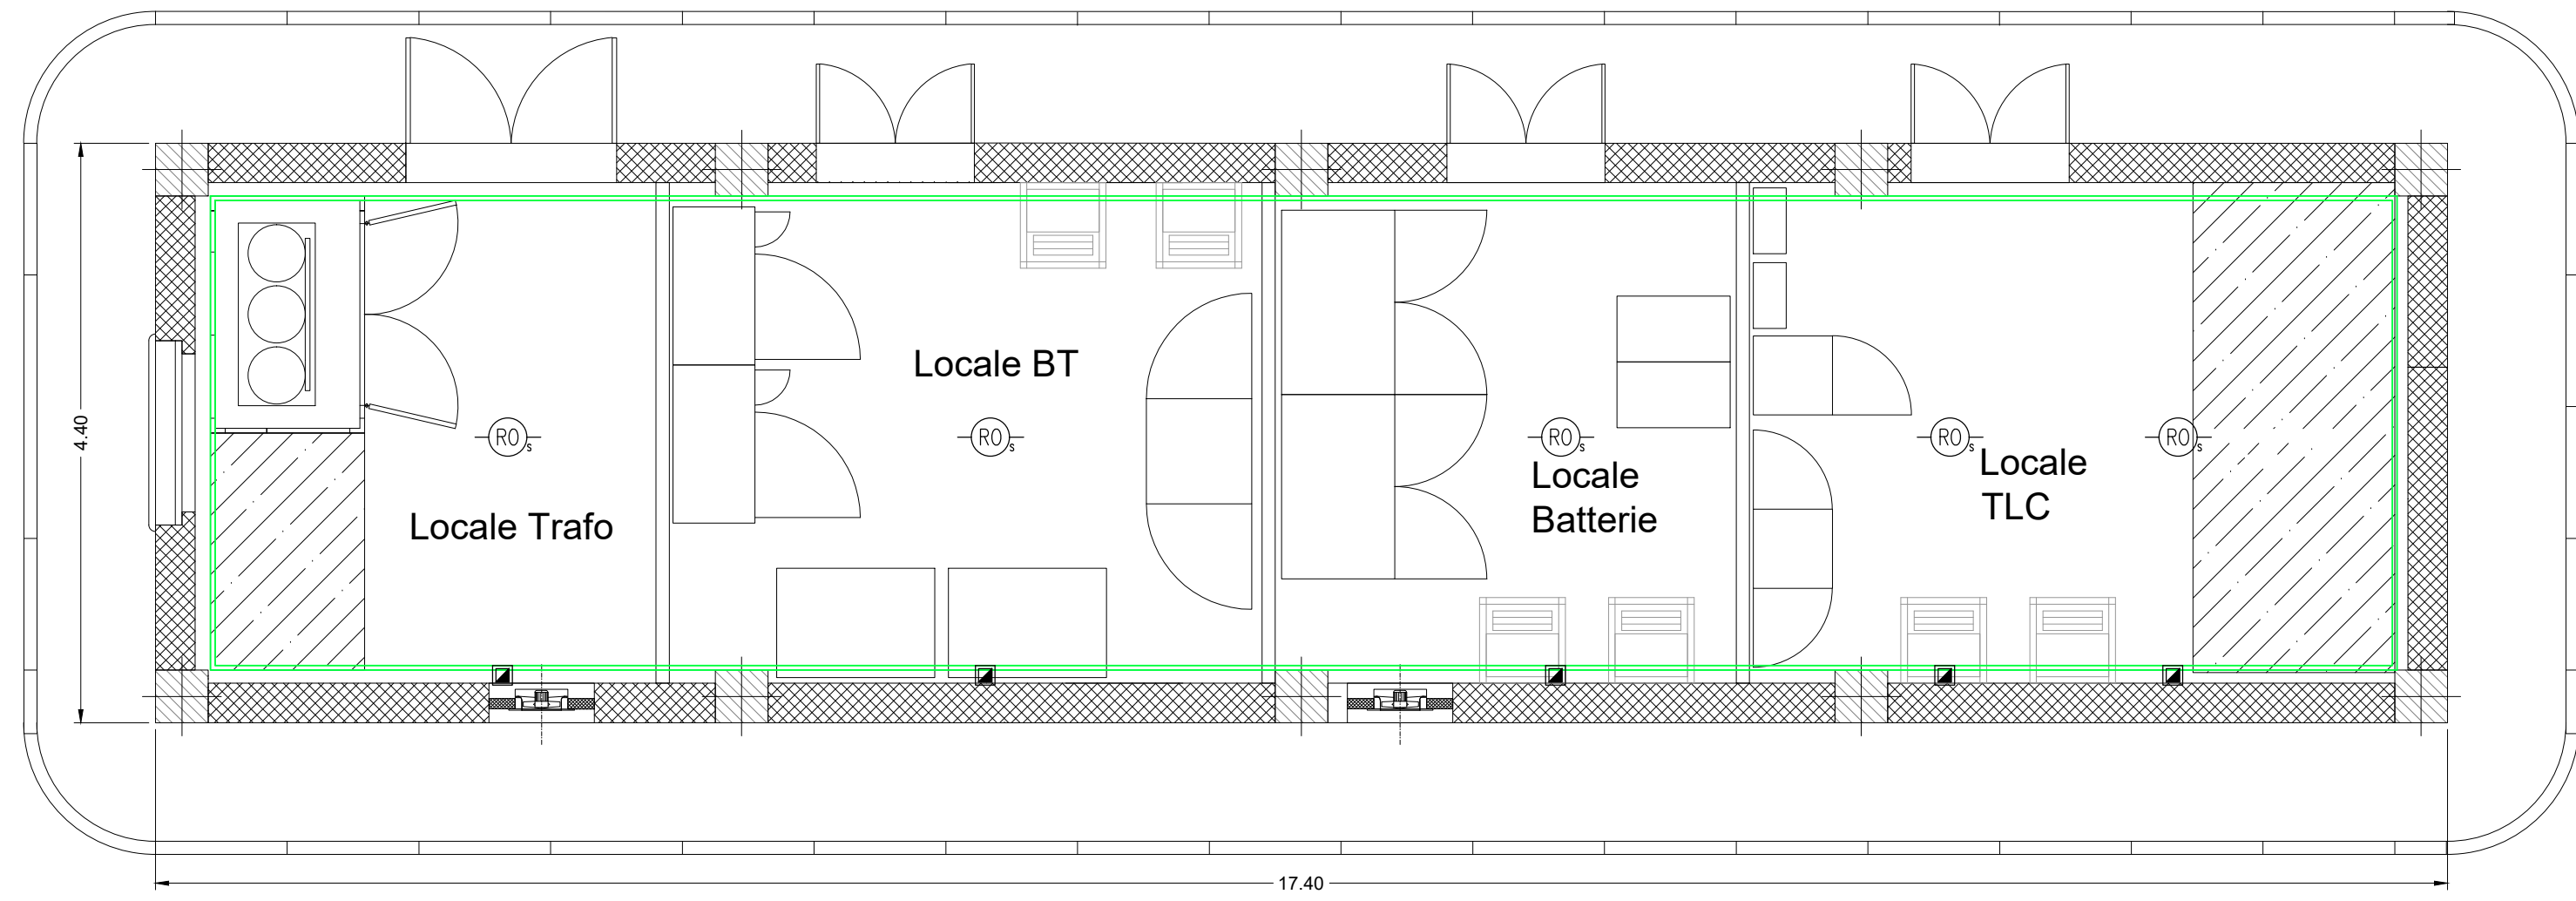 4.40
Locale BT
RO s
RO s
RO s
RO s
RO s
Locale
Batterie
Locale
TLC
Locale Trafo
17.40